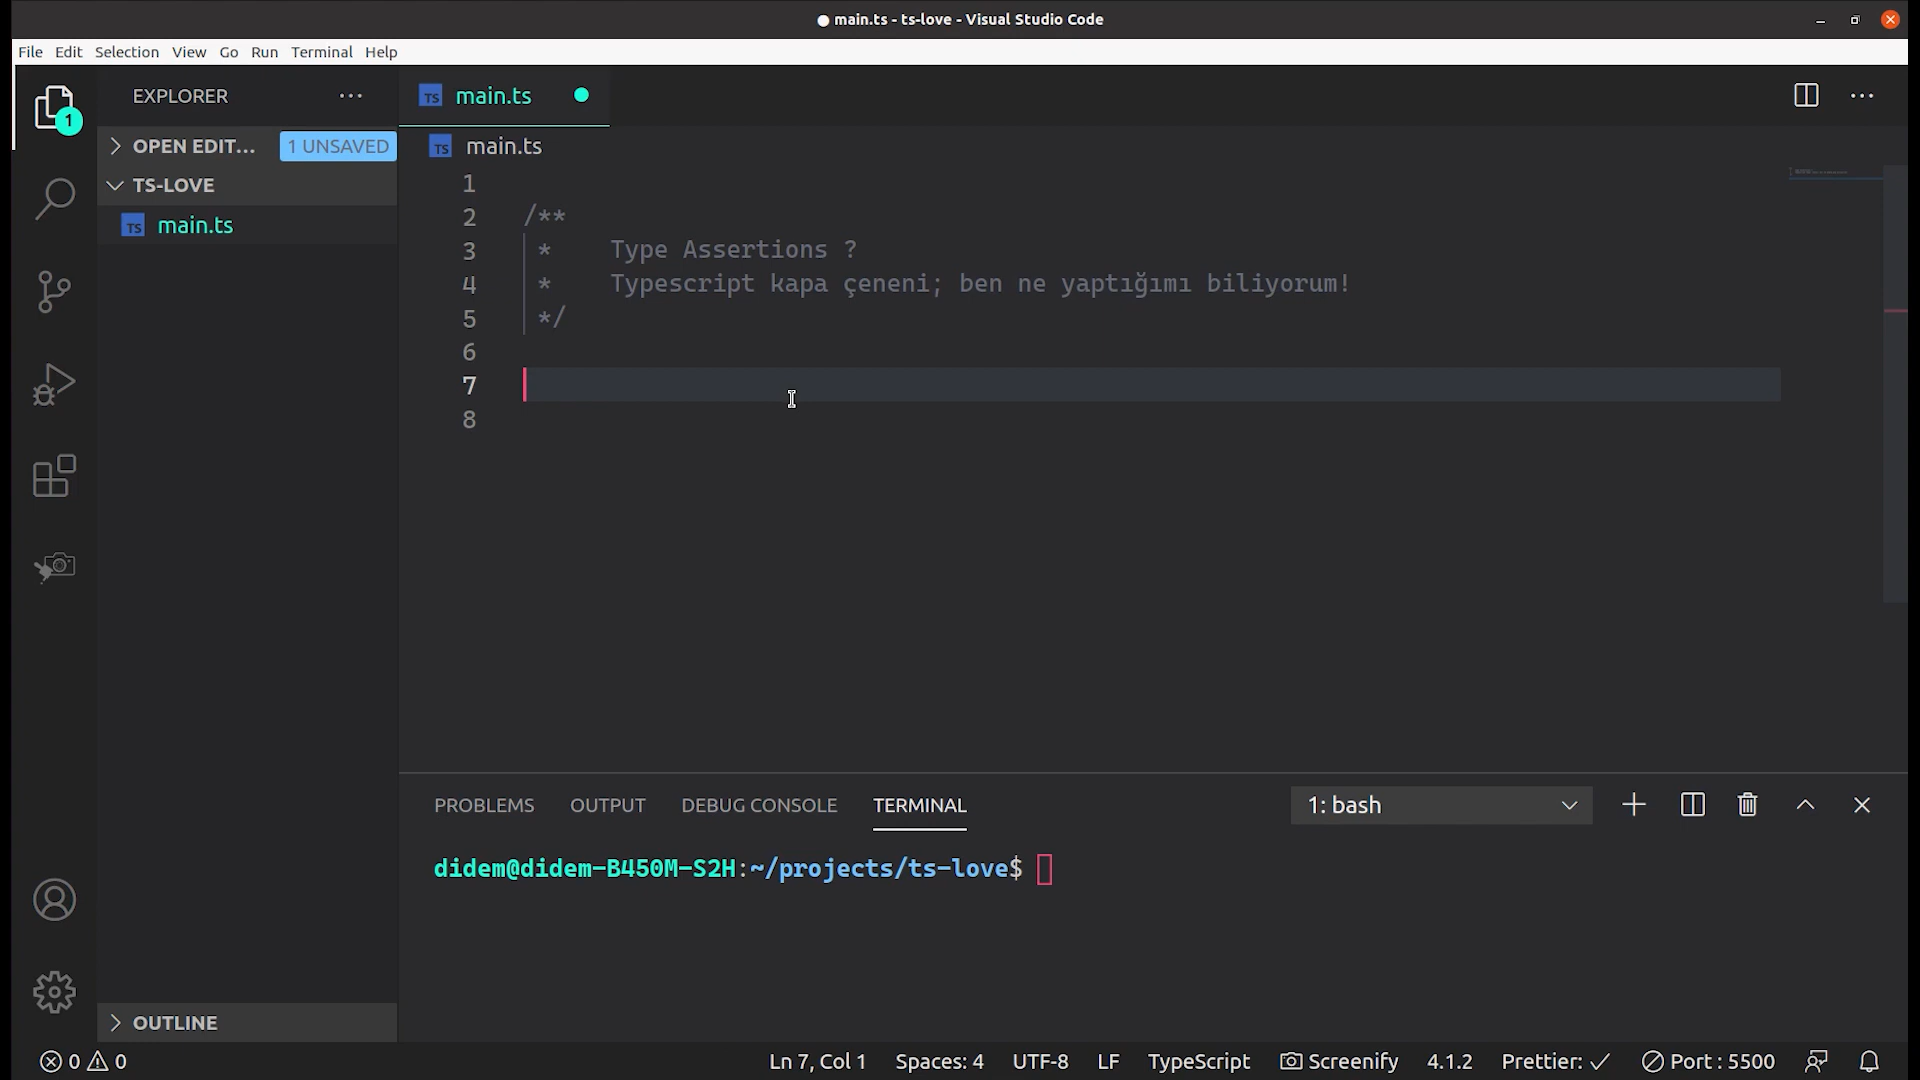 ● main.ts - ts-love - Visual Studio Code
File Edit Selection View Go Run Terminal Help
EXPLORER ···
1
OPEN EDIT... 1 UNSAVED
TS-LOVE
TS main.ts
TS main.ts
TS main.ts
1
2 /**
3 * Type Assertions ?
4 * Typescript kapa çeneni; ben ne yaptığımı biliyorum!
5 */
6
7
8
PROBLEMS OUTPUT DEBUG CONSOLE TERMINAL 1: bash
didem@didem-B450M-S2H:~/projects/ts-love$
OUTLINE
0 0 Ln 7, Col 1 Spaces: 4 UTF-8 LF TypeScript Screenify 4.1.2 Prettier: ✓ Port : 5500